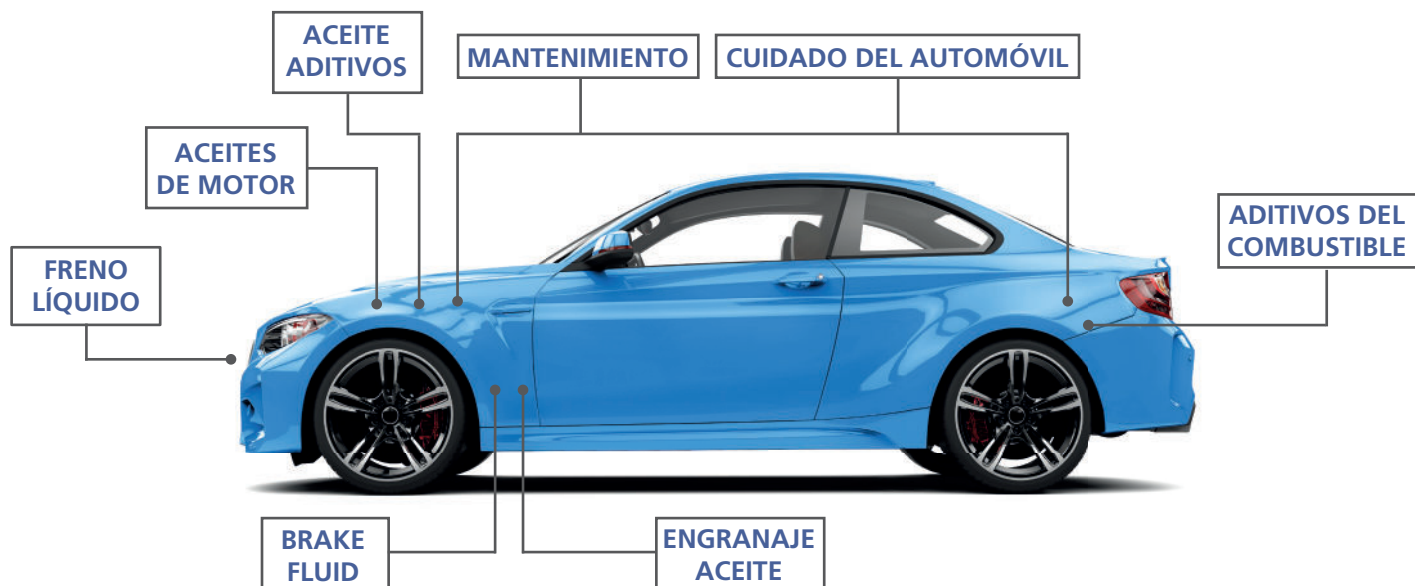 ACEITE
ADITIVOS
MANTENIMIENTO
CUIDADO DEL AUTOMÓVIL
ACEITES
DE MOTOR
ADITIVOS DEL
COMBUSTIBLE
FRENO
LÍQUIDO
BRAKE
FLUID
ENGRANAJE
ACEITE